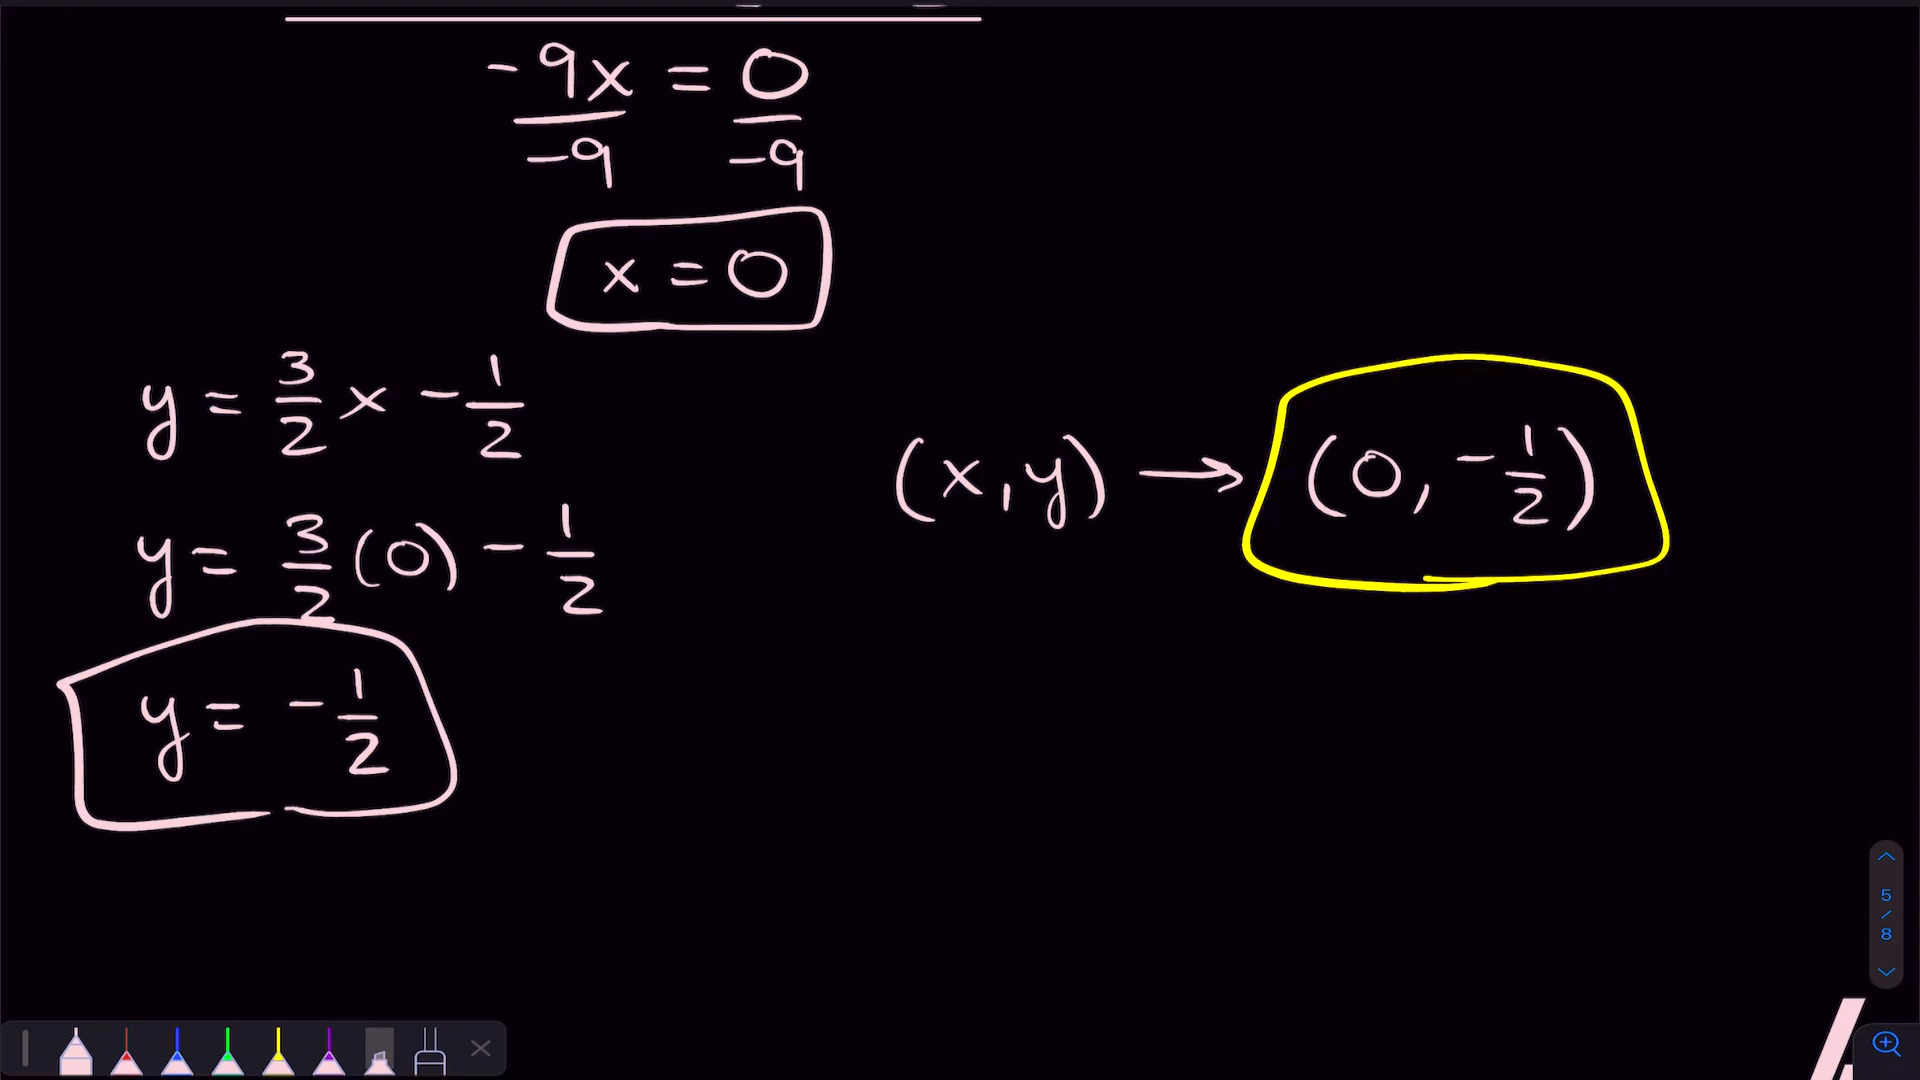 -9x = 0
-9 -9
x = 0
y = 3/2 x - 1/2
(x,y) → (0, -1/2)
y = 3/2 (0) - 1/2
y = - 1/2
5
/
8